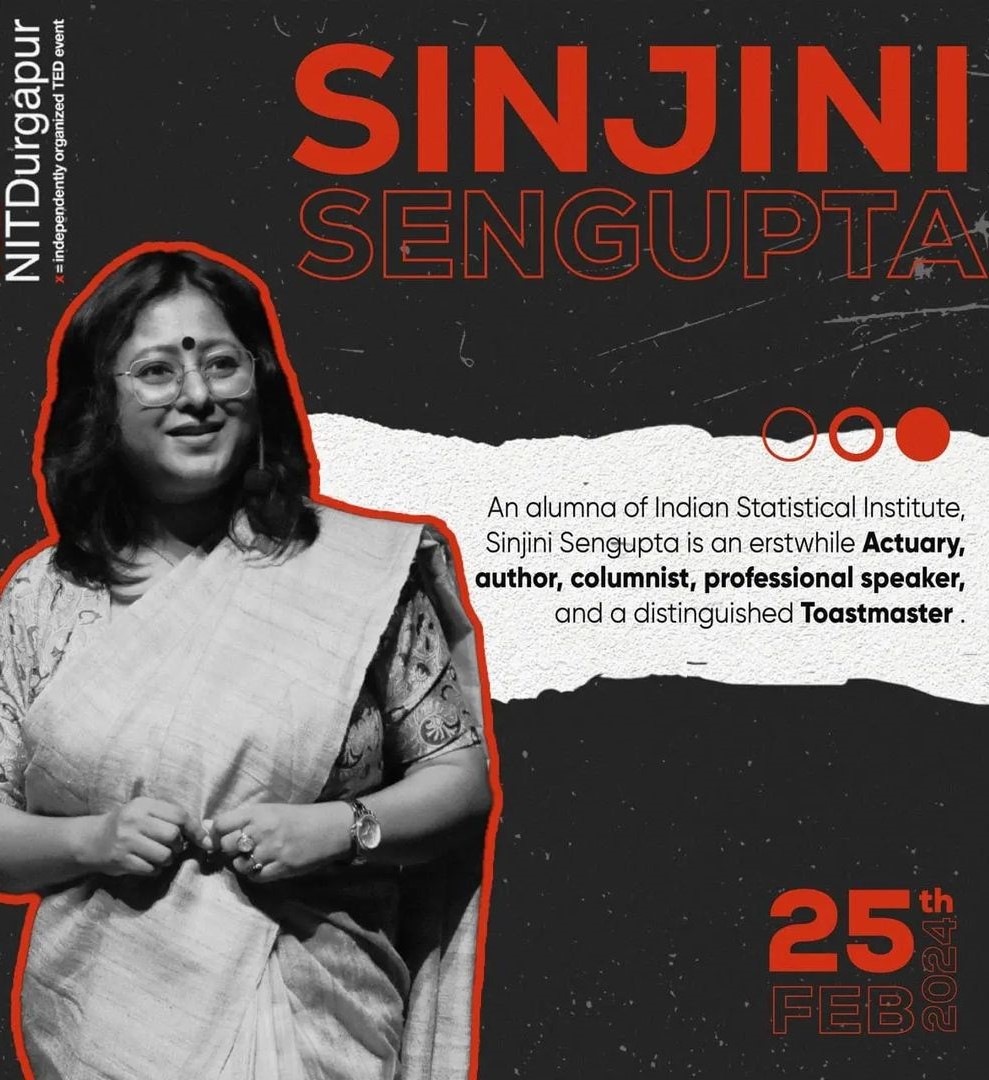 NITDurgapur
x = independently organized TED event
SINJINI
SENGUPTA
An alumna of Indian Statistical Institute,
Sinjini Sengupta is an erstwhile Actuary,
author, columnist, professional speaker,
and a distinguished Toastmaster .
25th
FEB 2024